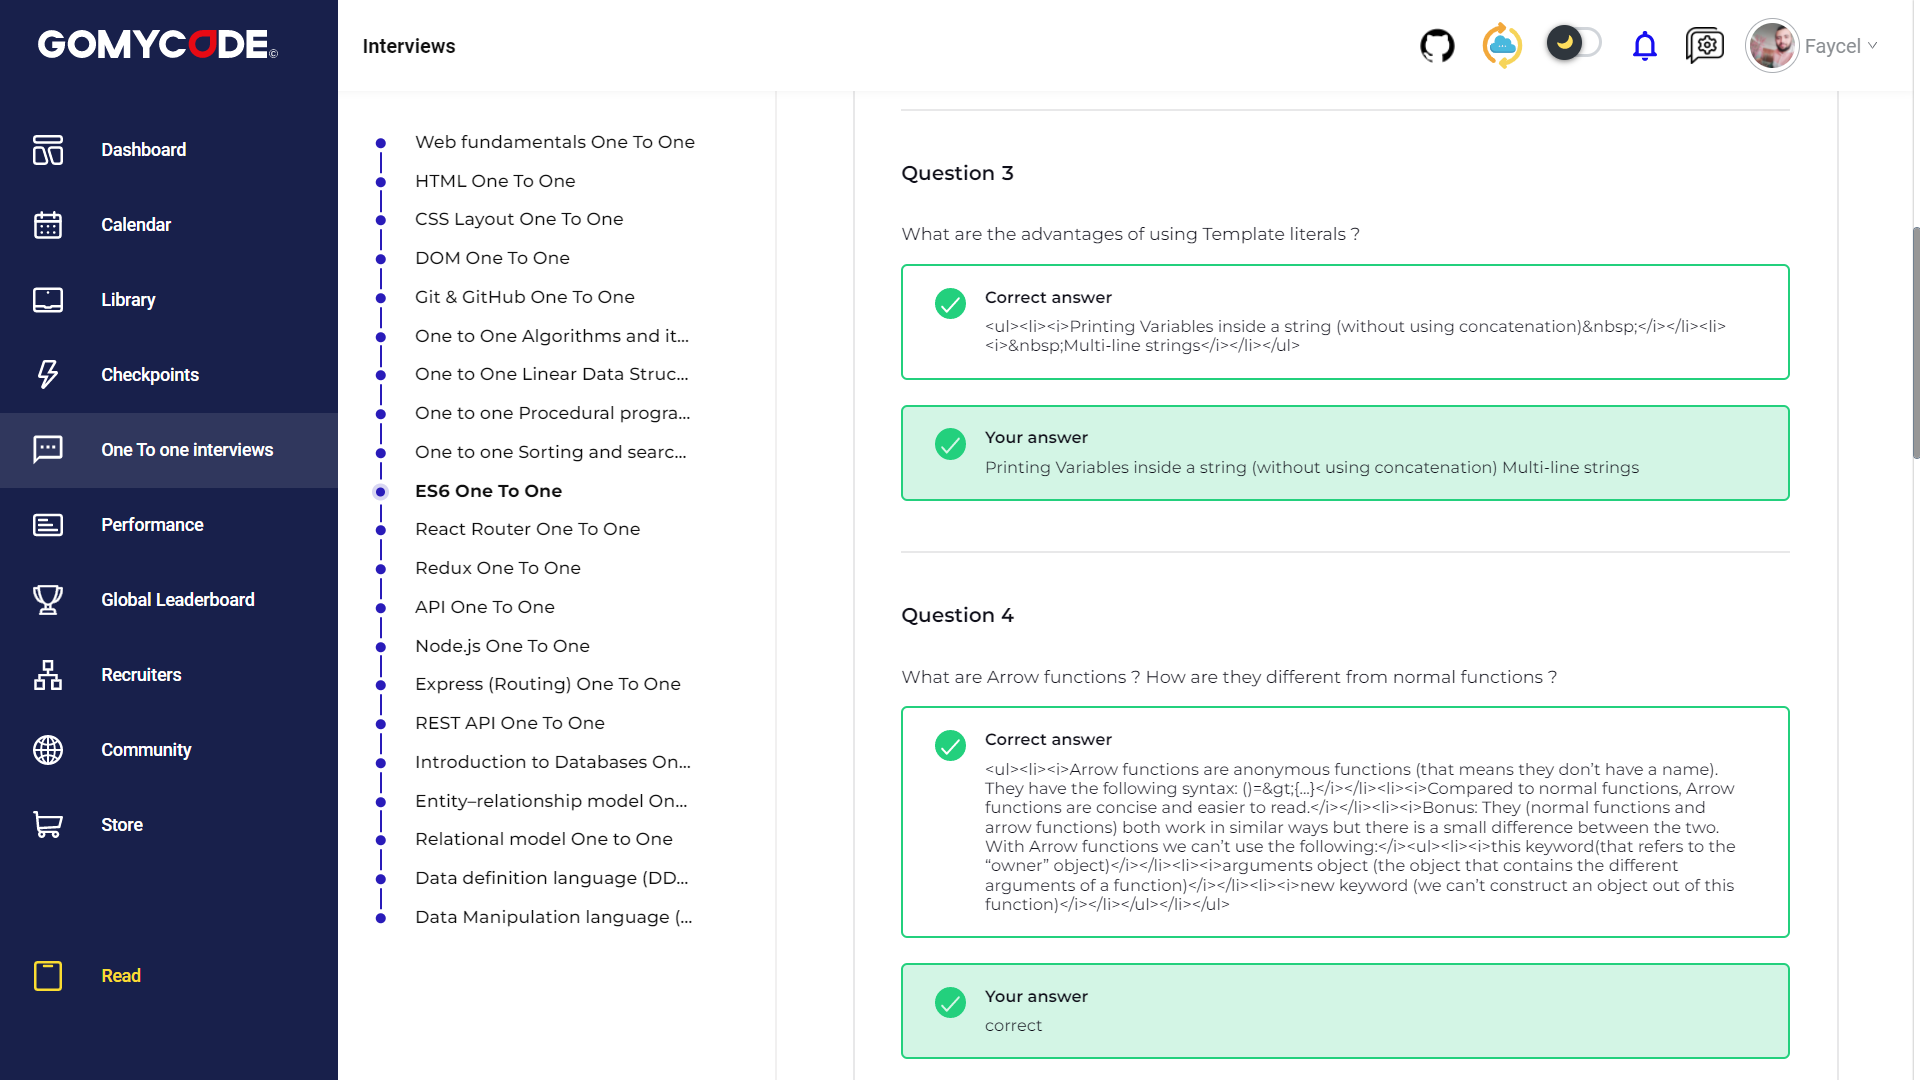 GOMYCODE©
Dashboard
Calendar
Library
Checkpoints
One To one interviews
Performance
Global Leaderboard
Recruiters
Community
Store
Read
Interviews
Faycel
Web fundamentals One To One
HTML One To One
CSS Layout One To One
DOM One To One
Git & GitHub One To One
One to One Algorithms and it...
One to One Linear Data Struc...
One to one Procedural progra...
One to one Sorting and searc...
ES6 One To One
React Router One To One
Redux One To One
API One To One
Node.js One To One
Express (Routing) One To One
REST API One To One
Introduction to Databases On...
Entity–relationship model On...
Relational model One to One
Data definition language (DD...
Data Manipulation language (...
Question 3
What are the advantages of using Template literals ?
Correct answer
<ul><li><i>Printing Variables inside a string (without using concatenation)&nbsp;</i></li><li>
<i>&nbsp;Multi-line strings</i></li></ul>
Your answer
Printing Variables inside a string (without using concatenation) Multi-line strings
Question 4
What are Arrow functions ? How are they different from normal functions ?
Correct answer
<ul><li><i>Arrow functions are anonymous functions (that means they don’t have a name).
They have the following syntax: ()=&gt;{...}</i></li><li><i>Compared to normal functions, Arrow
functions are concise and easier to read.</i></li><li><i>Bonus: They (normal functions and
arrow functions) both work in similar ways but there is a small difference between the two.
With Arrow functions we can’t use the following:</i><ul><li><i>this keyword(that refers to the
“owner” object)</i></li><li><i>arguments object (the object that contains the different
arguments of a function)</i></li><li><i>new keyword (we can’t construct an object out of this
function)</i></li></ul></li></ul>
Your answer
correct